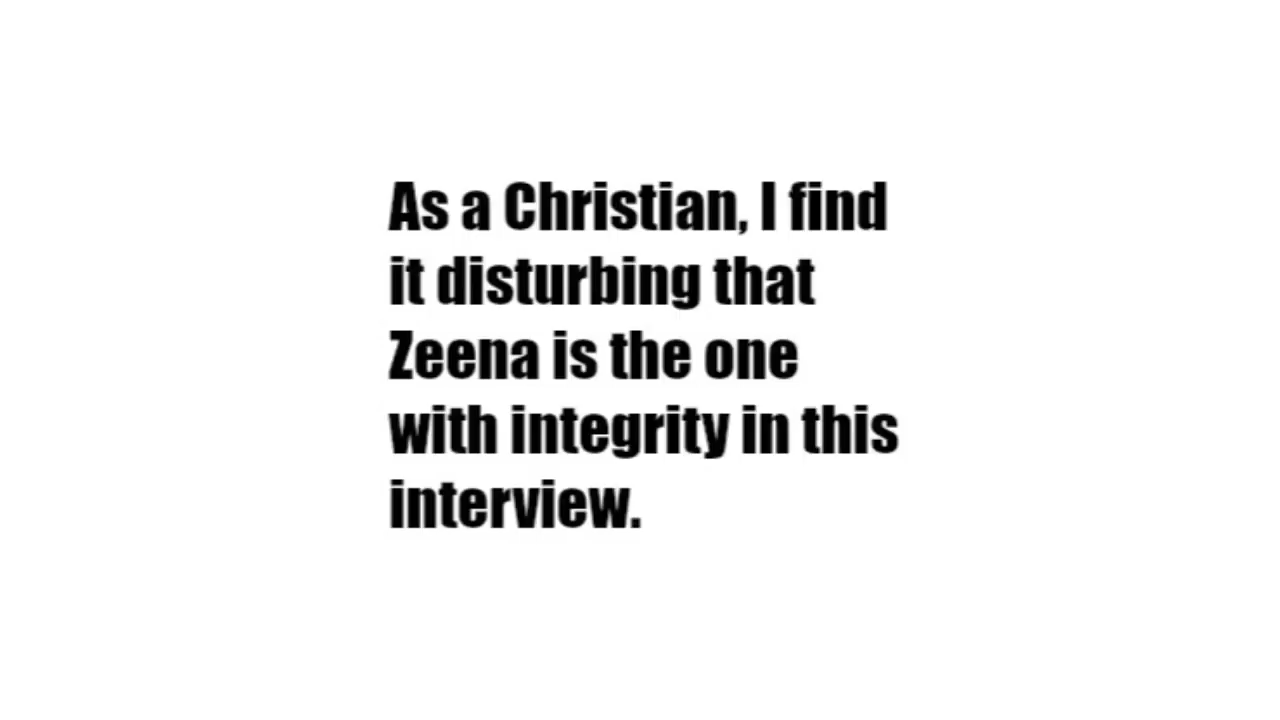 As a Christian, I find
it disturbing that
Zeena is the one
with integrity in this
interview.